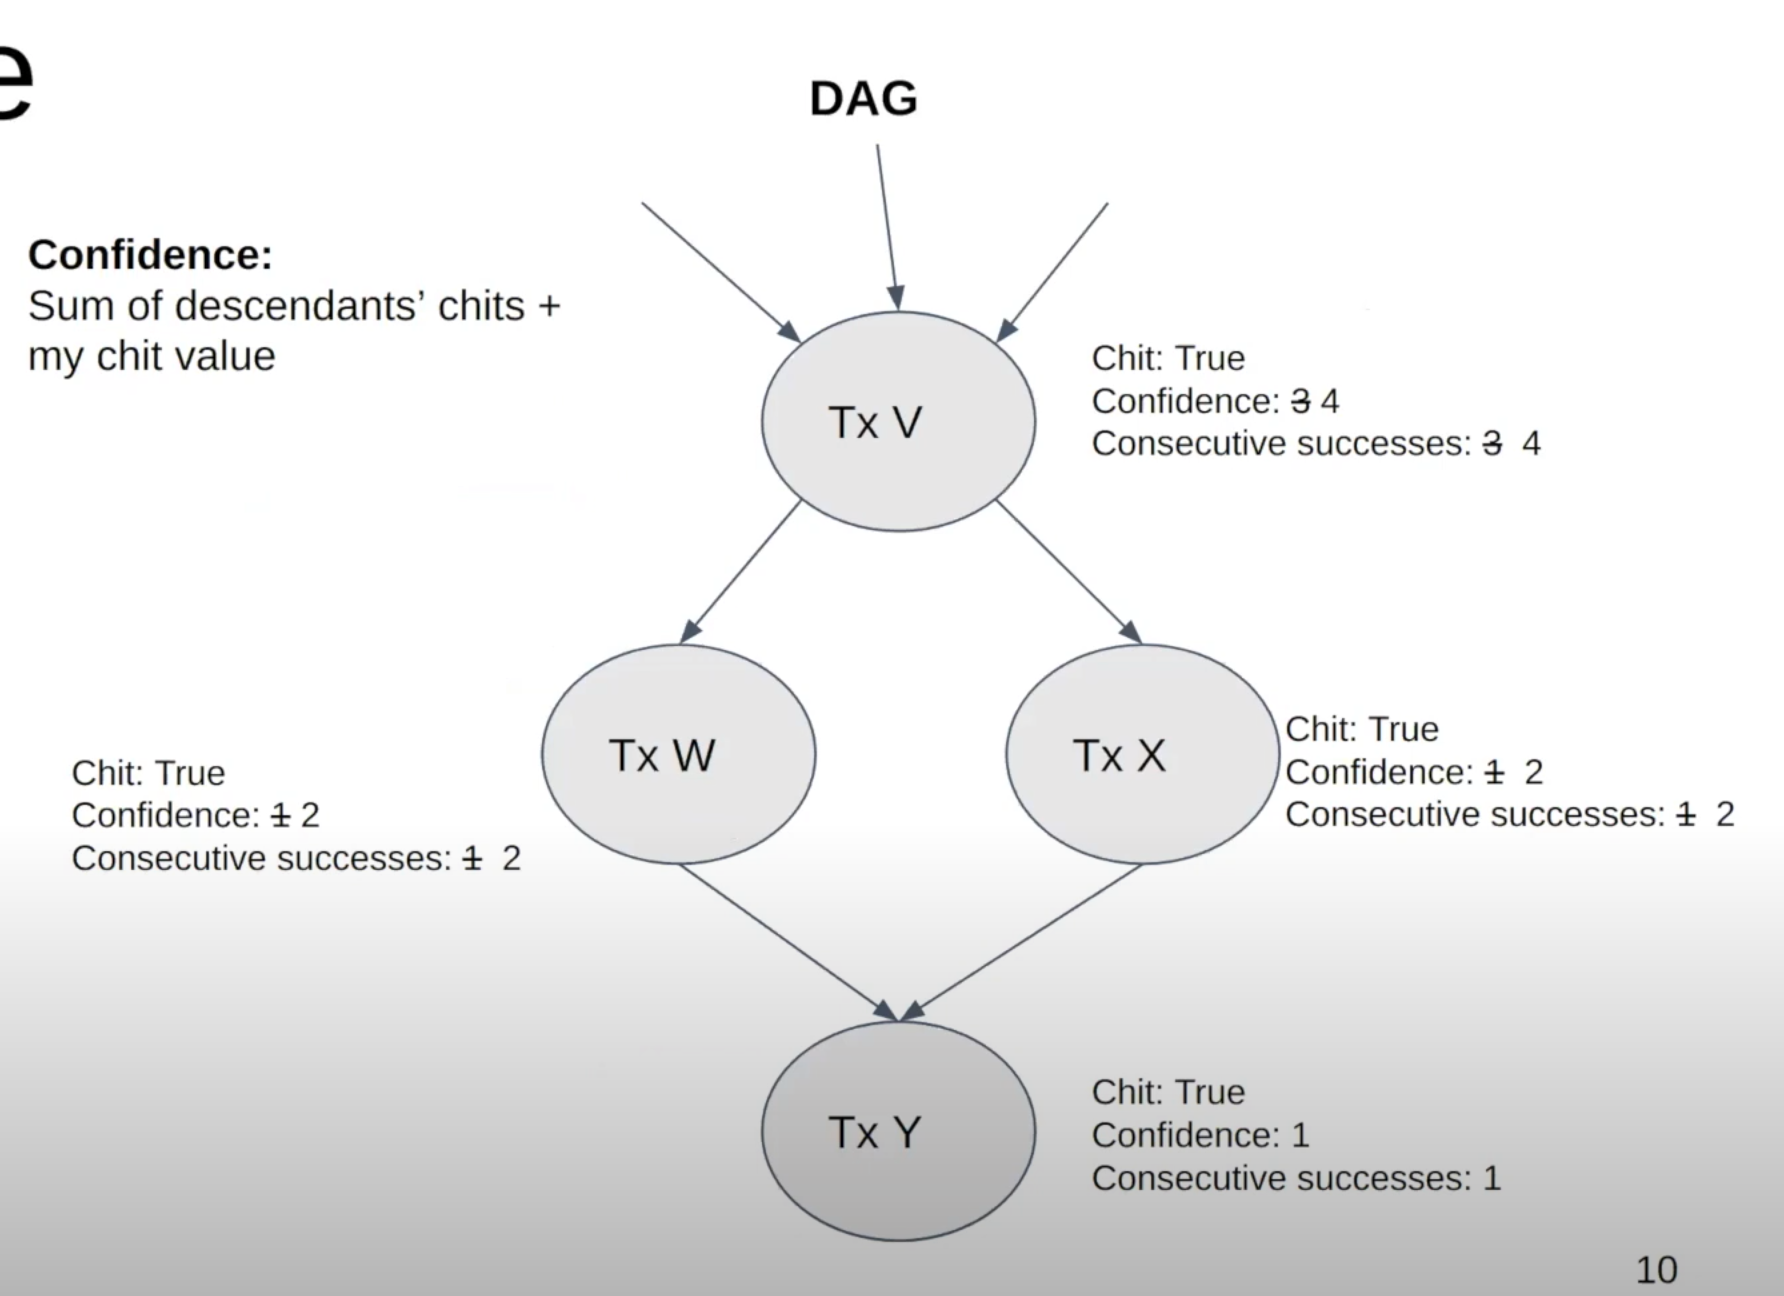 e
DAG
Confidence:
Sum of descendants’ chits +
my chit value
Chit: True
Confidence: 3 4
Consecutive successes: 3 4
Tx V
Tx W
Tx X
Chit: True
Confidence: 1 2
Consecutive successes: 1 2
Chit: True
Confidence: 1 2
Consecutive successes: 1 2
Tx Y
Chit: True
Confidence: 1
Consecutive successes: 1
10